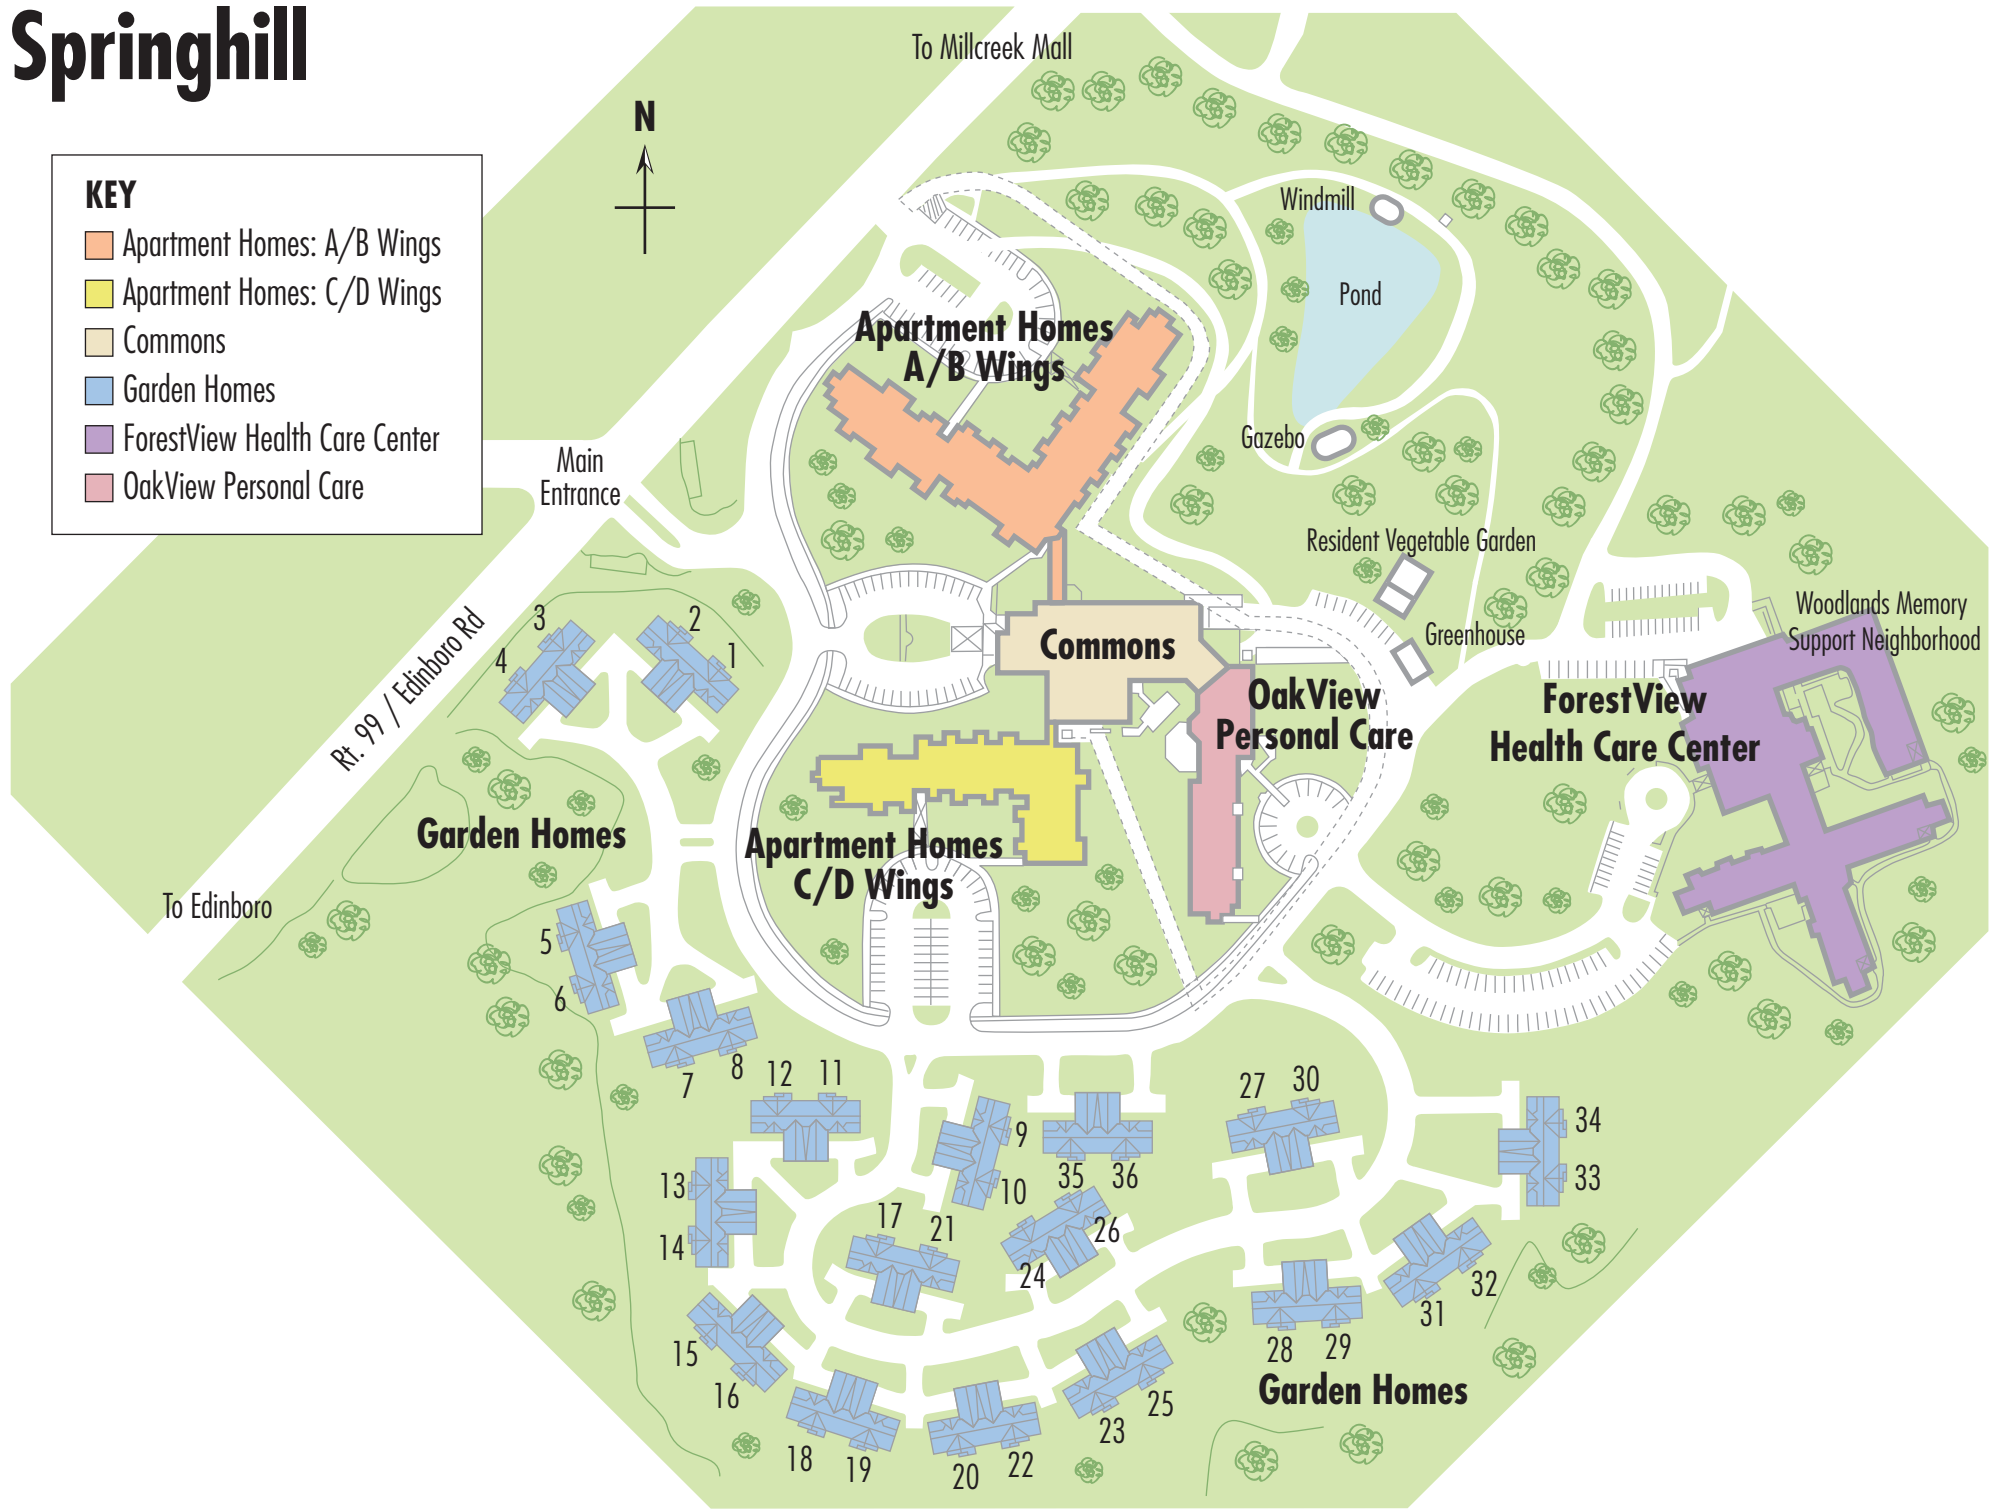 Springhill
To Millcreek Mall
N
KEY
Apartment Homes: A/B Wings
Apartment Homes: C/D Wings
Commons
Garden Homes
ForestView Health Care Center
OakView Personal Care
Windmill
Pond
Apartment Homes
A/B Wings
Gazebo
Main
Entrance
Resident Vegetable Garden
Greenhouse
Woodlands Memory
Support Neighborhood
Rt. 99 / Edinboro Rd
3
2
4
1
Commons
OakView
Personal Care
ForestView
Health Care Center
Garden Homes
Apartment Homes
C/D Wings
To Edinboro
5
6
7
8
12
11
9
10
35
36
27
30
34
33
13
14
17
21
26
24
15
16
18
19
20
22
23
25
28
29
31
32
Garden Homes